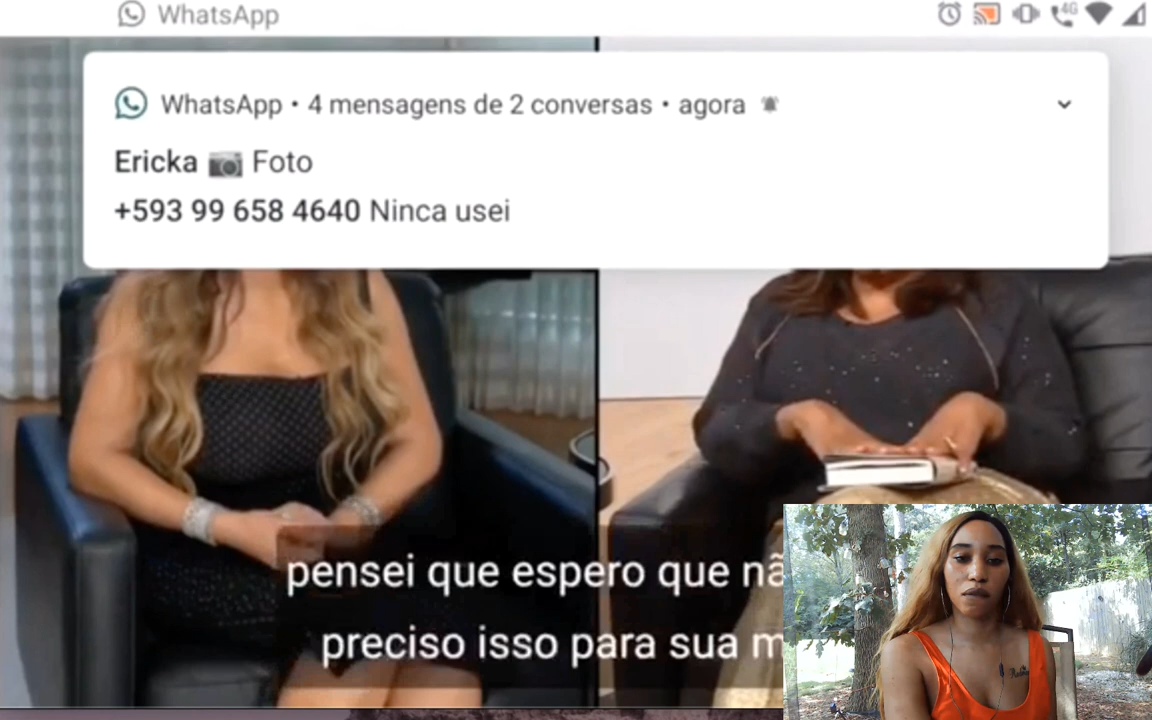 WhatsApp
4G
WhatsApp • 4 mensagens de 2 conversas • agora
Ericka 📷 Foto
+593 99 658 4640 Ninca usei
pensei que espero que nã
preciso isso para sua m